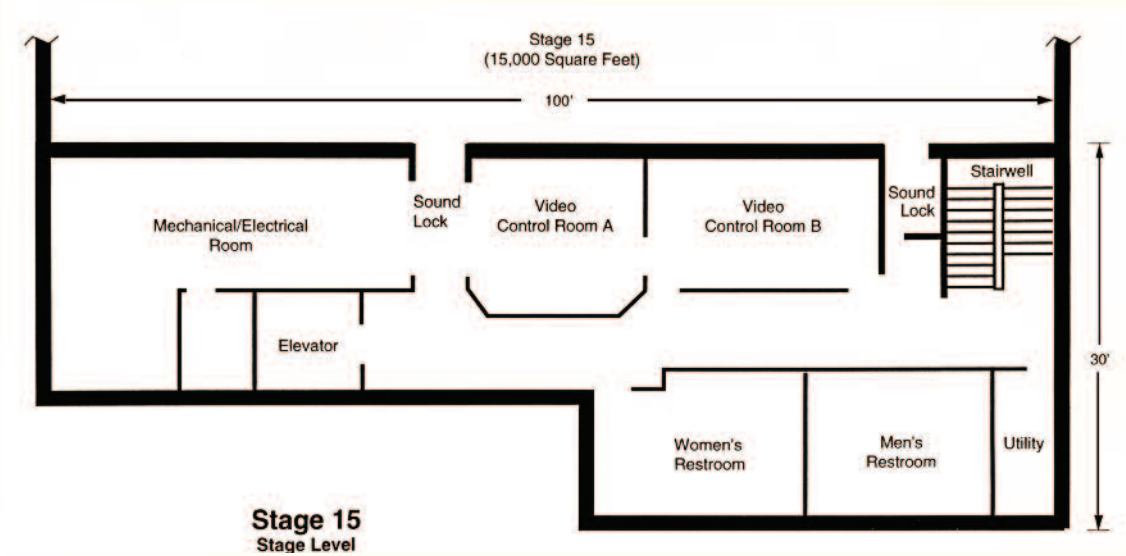 Stage 15
(15,000 Square Feet)
100'
Stairwell
Sound
Lock
Video
Control Room A
Video
Control Room B
Sound
Lock
Mechanical/Electrical
Room
Elevator
30'
Women's
Restroom
Men's
Restroom
Utility
Stage 15
Stage Level